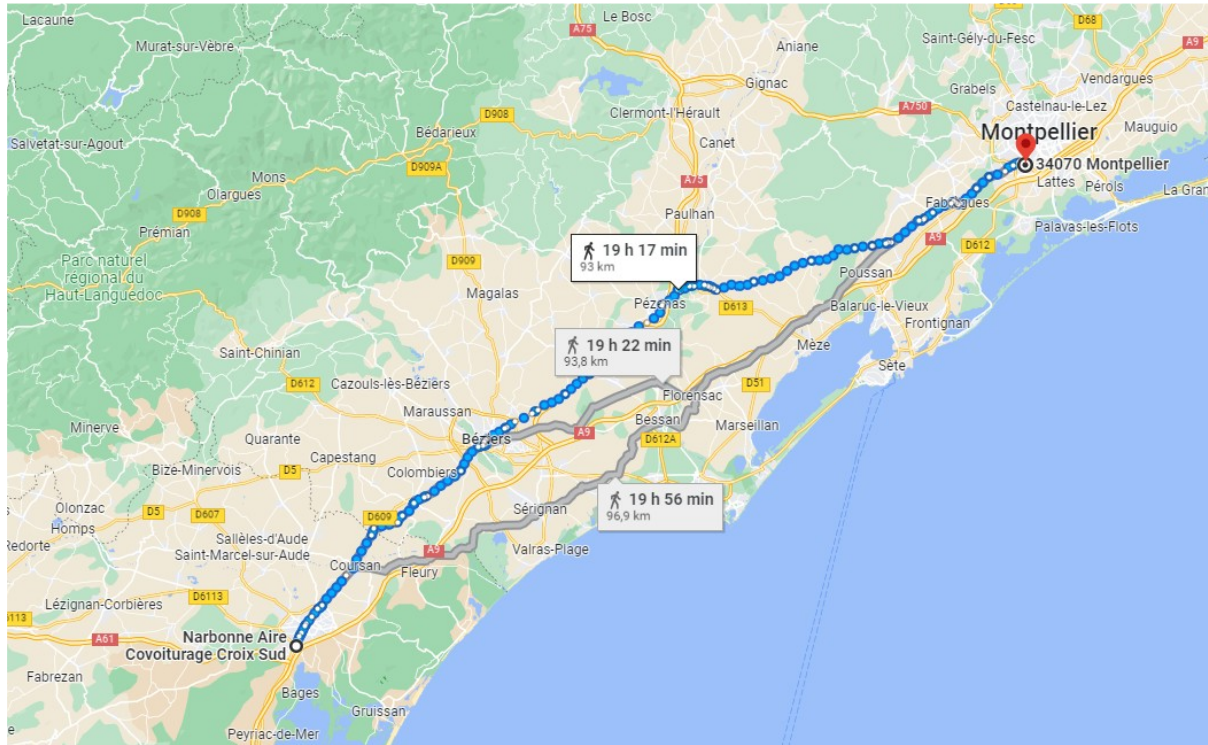 Lacaune
Le Bosc
D68
A75
Saint-Gély-du-Fesc
A9
Murat-sur-Vèbre
Aniane
Vendargues
Gignac
Grabels
Castelnau-le-Lez
D908
Clermont-l'Hérault
A750
Montpellier
Mauguio
Bédarieux
Salvetat-sur-Agout
D909A
Canet
34070 Montpellier
Mons
A75
Lattes
Pérols
La Gran
Olargues
D908
Paulhan
Fabrègues
Palavas-les-Flots
Prémian
A9
D612
19 h 17 min
93 km
Parc naturel
régional du
Haut-Languedoc
D909
Poussan
Magalas
Pézenas
D613
Balaruc-le-Vieux
Frontignan
19 h 22 min
93,8 km
Mèze
Saint-Chinian
Sète
D612
Cazouls-lès-Béziers
D51
Florensac
Maraussan
Bessan
Marseillan
Minerve
Quarante
Béziers
A9
D612A
Capestang
D5
Colombiers
Bize-Minervois
19 h 56 min
96,9 km
Olonzac
D5
D607
D609
Sérignan
Homps
Redorte
Sallèles-d'Aude
Saint-Marcel-sur-Aude
A9
Valras-Plage
Coursan
Fleury
Lézignan-Corbières
D6113
113
Narbonne Aire
Covoiturage Croix Sud
A61
Fabrezan
Bages
Gruissan
Peyriac-de-Mer
e